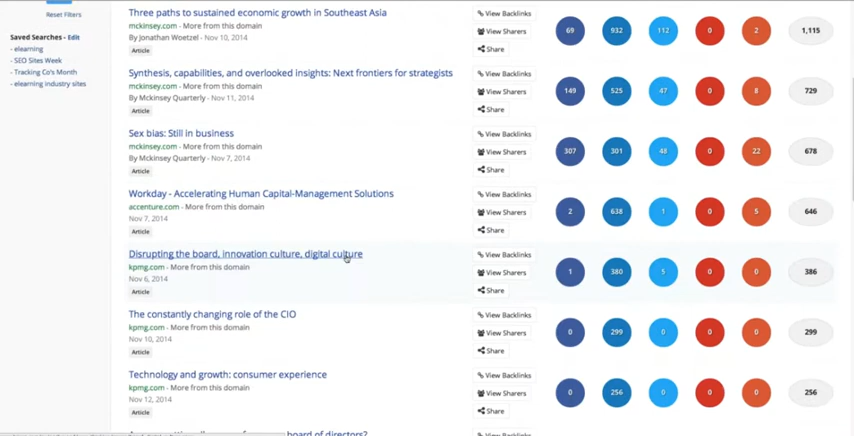 Reset Filters
Saved Searches - Edit
- elearning
- SEO Sites Week
- Tracking Co's Month
- elearning industry sites
Three paths to sustained economic growth in Southeast Asia
mckinsey.com - More from this domain
By Jonathan Woetzel - Nov 10, 2014
Article
View Backlinks
View Sharers
Share
69 932 112 0 2 1,115
Synthesis, capabilities, and overlooked insights: Next frontiers for strategists
mckinsey.com - More from this domain
By Mckinsey Quarterly - Nov 11, 2014
Article
View Backlinks
View Sharers
Share
149 525 47 0 8 729
Sex bias: Still in business
mckinsey.com - More from this domain
By Mckinsey Quarterly - Nov 7, 2014
Article
View Backlinks
View Sharers
Share
307 301 48 0 22 678
Workday - Accelerating Human Capital-Management Solutions
accenture.com - More from this domain
Nov 7, 2014
Article
View Backlinks
View Sharers
Share
2 638 1 0 5 646
Disrupting the board, innovation culture, digital culture
kpmg.com - More from this domain
Nov 6, 2014
Article
View Backlinks
View Sharers
Share
1 380 5 0 0 386
The constantly changing role of the CIO
kpmg.com - More from this domain
Nov 10, 2014
Article
View Backlinks
View Sharers
Share
0 299 0 0 0 299
Technology and growth: consumer experience
kpmg.com - More from this domain
Nov 12, 2014
Article
View Backlinks
View Sharers
Share
0 256 0 0 0 256
board of directors?
View Backlinks